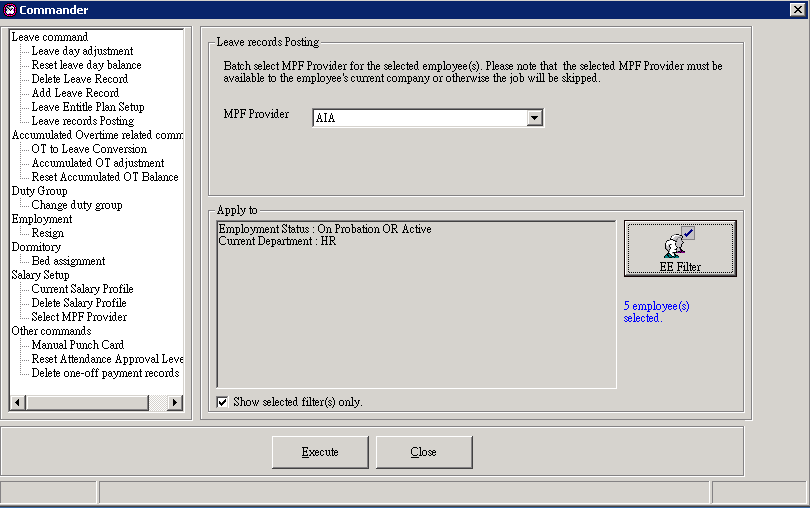 Commander
Leave command
Leave day adjustment
Reset leave day balance
Delete Leave Record
Add Leave Record
Leave Entitle Plan Setup
Leave records Posting
Accumulated Overtime related comm
OT to Leave Conversion
Accumulated OT adjustment
Reset Accumulated OT Balance
Duty Group
Change duty group
Employment
Resign
Dormitory
Bed assignment
Salary Setup
Current Salary Profile
Delete Salary Profile
Select MPF Provider
Other commands
Manual Punch Card
Reset Attendance Approval Leve
Delete one-off payment records
Leave records Posting
Batch select MPF Provider for the selected employee(s). Please note that the selected MPF Provider must be
available to the employee's current company or otherwise the job will be skipped.
MPF Provider
AIA
Apply to
Employment Status : On Probation OR Active
Current Department : HR
EE Filter
5 employee(s)
selected.
Show selected filter(s) only.
Execute
Close